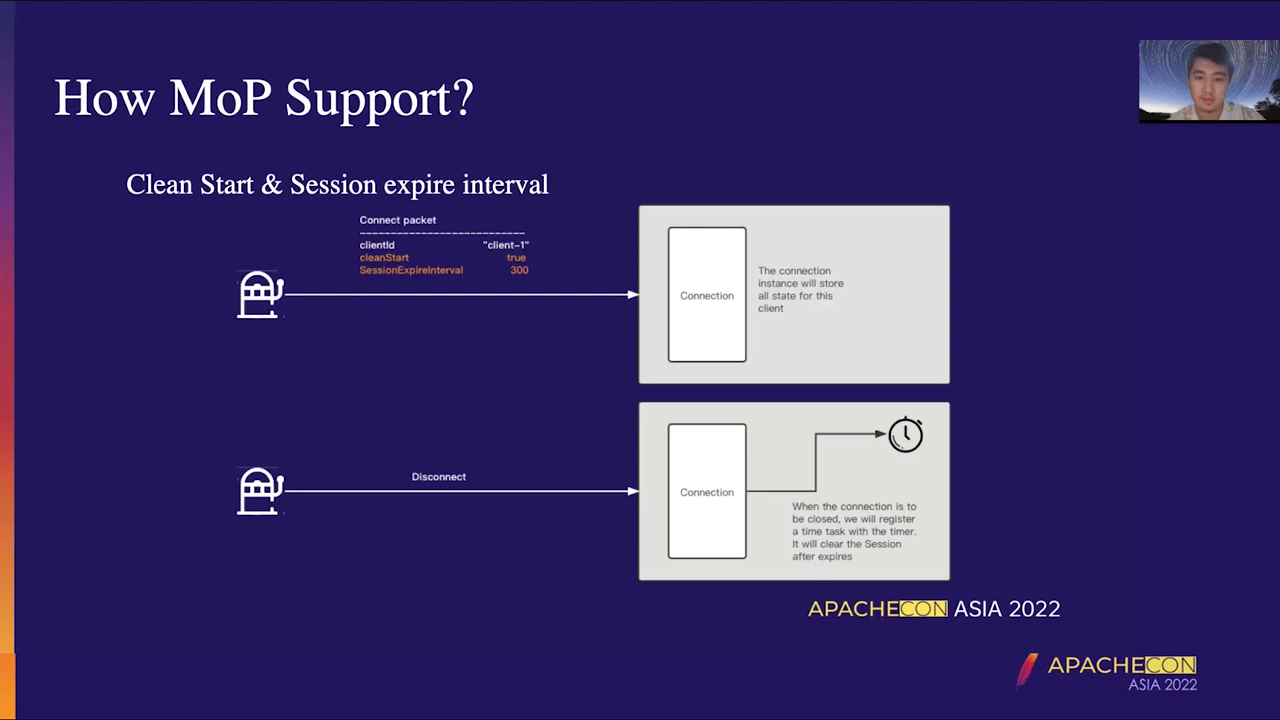 How MoP Support?
Clean Start & Session expire interval
Connect packet
---------------------------
clientId "client-1"
cleanStart true
SessionExpireInterval 300
Connection
The connection
instance will store
all state for this
client
Disconnect
Connection
When the connection is to
be closed, we will register
a time task with the timer.
It will clear the Session
after expires
APACHECON ASIA 2022
APACHECON
ASIA 2022